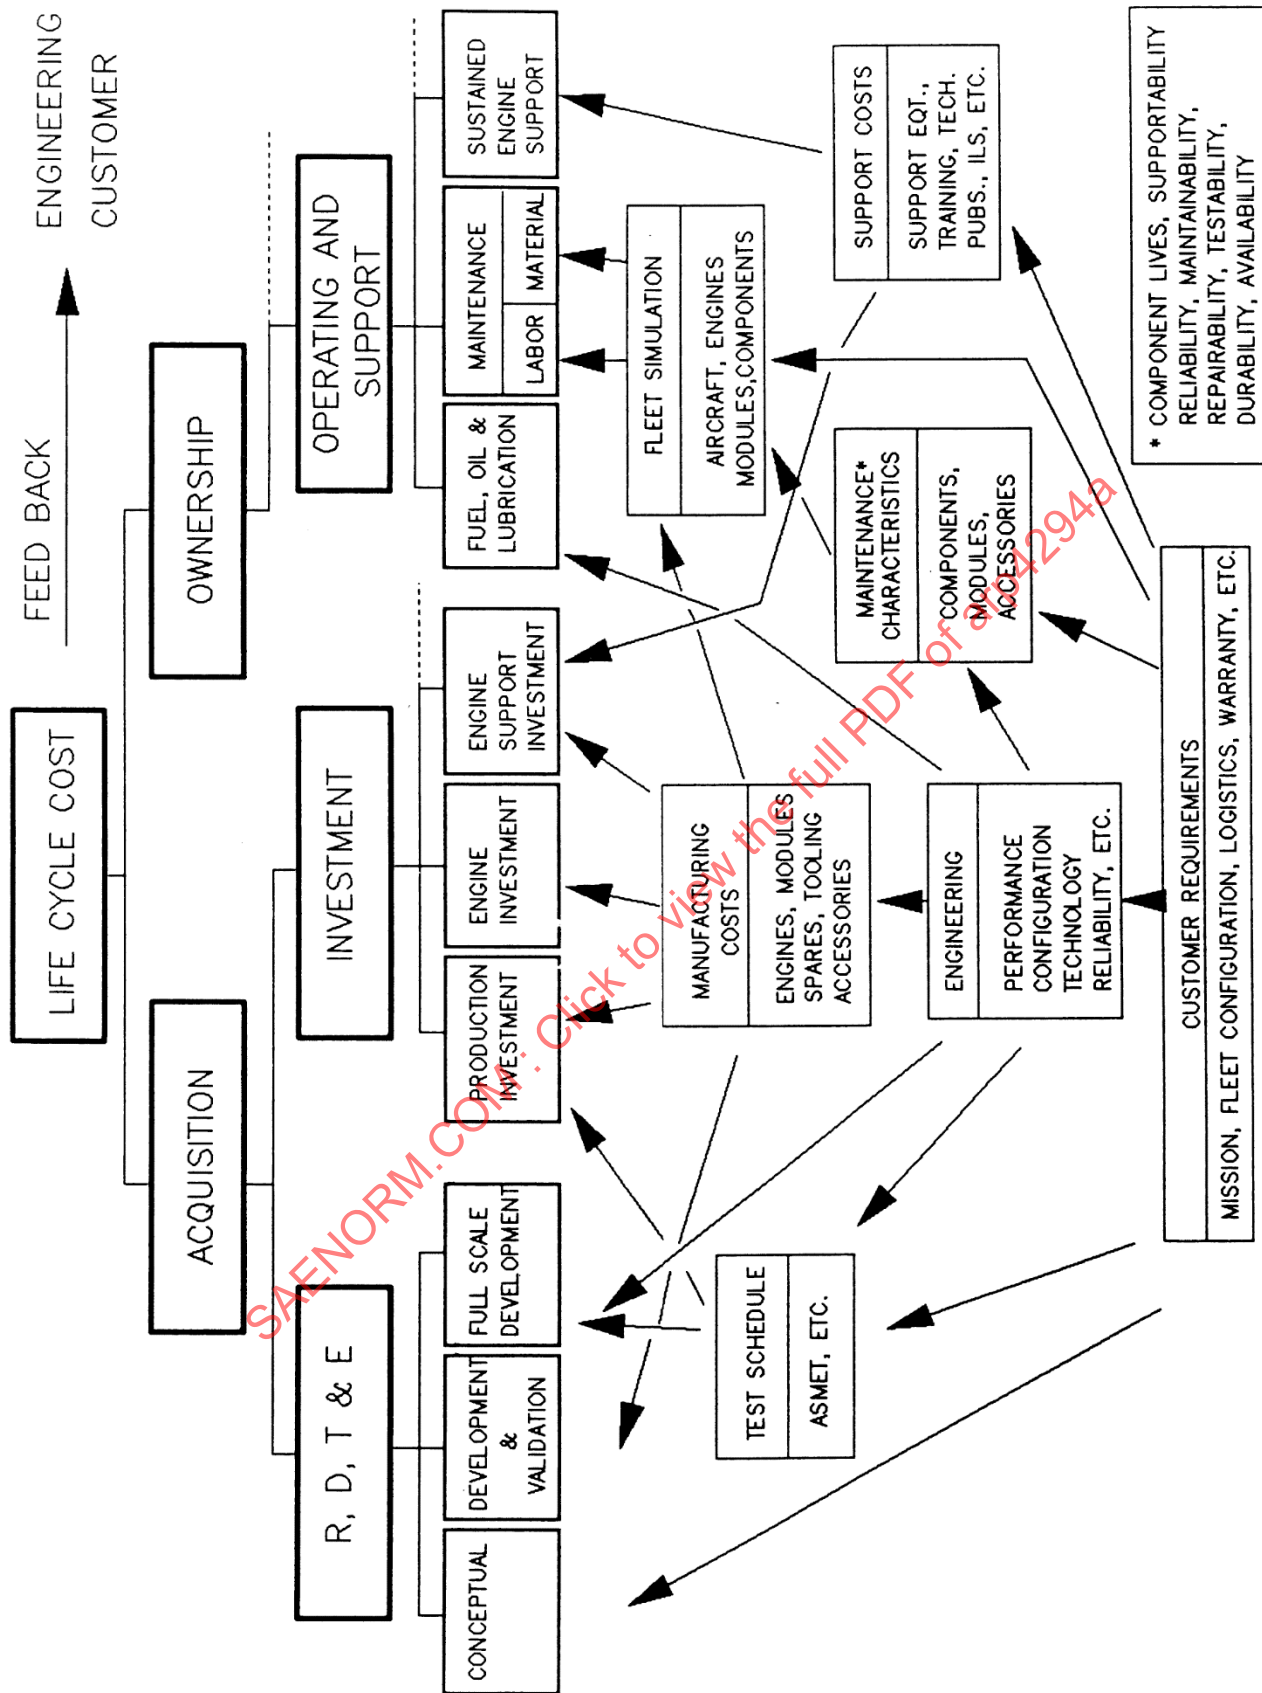 LIFE CYCLE COST
FEED BACK
ENGINEERING
CUSTOMER
ACQUISITION
OWNERSHIP
R, D, T & E
INVESTMENT
OPERATING AND
SUPPORT
CONCEPTUAL
DEVELOPMENT
&
VALIDATION
FULL SCALE
DEVELOPMENT
PRODUCTION
INVESTMENT
ENGINE
INVESTMENT
ENGINE
SUPPORT
INVESTMENT
FUEL, OIL &
LUBRICATION
MAINTENANCE
LABOR
MATERIAL
SUSTAINED
ENGINE
SUPPORT
TEST SCHEDULE
ASMET, ETC.
MANUFACTURING
COSTS
ENGINES, MODULES
SPARES, TOOLING
ACCESSORIES
FLEET SIMULATION
AIRCRAFT, ENGINES
MODULES,COMPONENTS
ENGINEERING
PERFORMANCE
CONFIGURATION
TECHNOLOGY
RELIABILITY, ETC.
MAINTENANCE*
CHARACTERISTICS
COMPONENTS,
MODULES,
ACCESSORIES
SUPPORT COSTS
SUPPORT EQT.,
TRAINING, TECH.
PUBS., ILS, ETC.
CUSTOMER REQUIREMENTS
MISSION, FLEET CONFIGURATION, LOGISTICS, WARRANTY, ETC.
* COMPONENT LIVES, SUPPORTABILITY
RELIABILITY, MAINTAINABILITY,
REPAIRABILITY, TESTABILITY,
DURABILITY, AVAILABILITY
SAENORM.COM : Click to view the full PDF of arp4294a